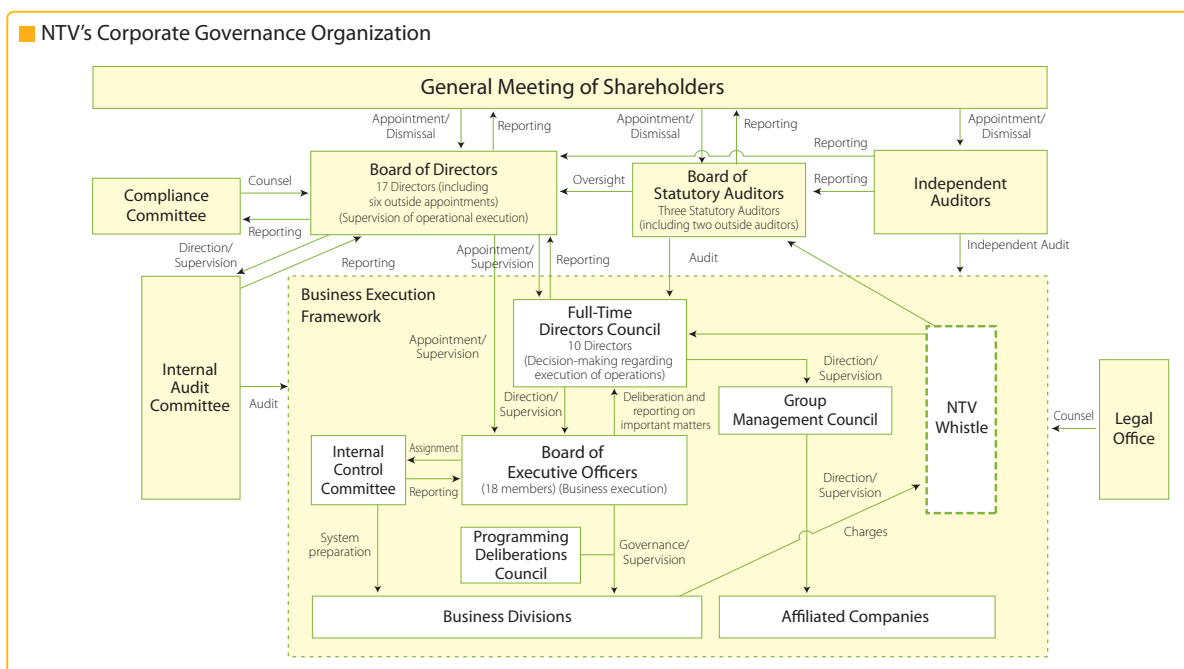 NTV's Corporate Governance Organization
General Meeting of Shareholders
Appointment/
Dismissal
Reporting
Appointment/
Dismissal
Reporting
Appointment/
Dismissal
Reporting
Board of Directors
17 Directors (including
six outside appointments)
(Supervision of operational execution)
Oversight
Board of
Statutory Auditors
Three Statutory Auditors
(including two outside auditors)
Reporting
Independent
Auditors
Compliance
Committee
Counsel
Reporting
Direction/
Supervision
Reporting
Appointment/
Supervision
Reporting
Audit
Independent Audit
Business Execution
Framework
Full-Time
Directors Council
10 Directors
(Decision-making regarding
execution of operations)
Appointment/
Supervision
Internal
Audit
Committee
Audit
Direction/
Supervision
Deliberation and
reporting on
important matters
Direction/
Supervision
Group
Management Council
NTV
Whistle
Counsel
Legal
Office
Internal
Control
Committee
Assignment
Reporting
Board of
Executive Officers
(18 members) (Business execution)
Direction/
Supervision
System
preparation
Programming
Deliberations
Council
Governance/
Supervision
Charges
Business Divisions
Affiliated Companies